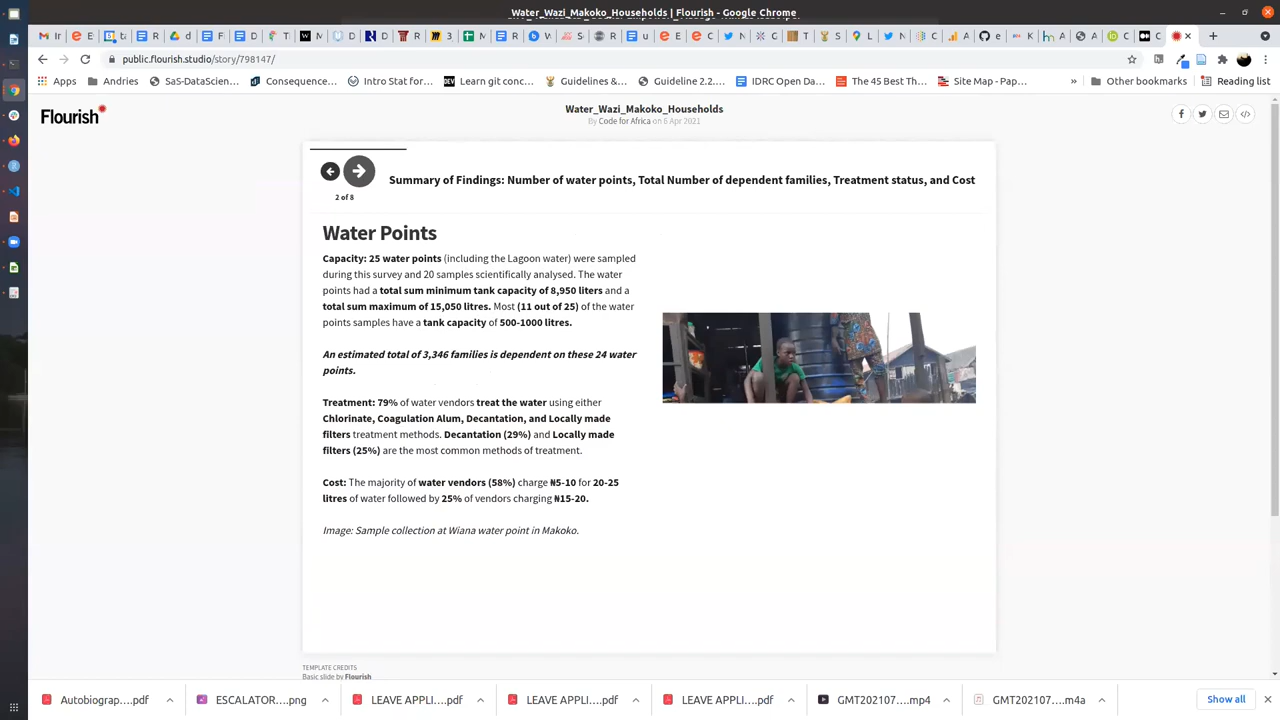 Water_Wazi_Makoko_Households | Flourish - Google Chrome
public.flourish.studio/story/798147/
Apps Andries SaS-DataScien... Consequence... Intro Stat for... Learn git conc... Guidelines &... Guideline 2.2.... IDRC Open Da... The 45 Best Th... Site Map - Pap... » Other bookmarks Reading list
Flourish
Water_Wazi_Makoko_Households
By Code for Africa on 6 Apr 2021
2 of 8
Summary of Findings: Number of water points, Total Number of dependent families, Treatment status, and Cost
Water Points
Capacity: 25 water points (including the Lagoon water) were sampled
during this survey and 20 samples scientifically analysed. The water
points had a total sum minimum tank capacity of 8,950 liters and a
total sum maximum of 15,050 litres. Most (11 out of 25) of the water
points samples have a tank capacity of 500-1000 litres.
An estimated total of 3,346 families is dependent on these 24 water
points.
Treatment: 79% of water vendors treat the water using either
Chlorinate, Coagulation Alum, Decantation, and Locally made
filters treatment methods. Decantation (29%) and Locally made
filters (25%) are the most common methods of treatment.
Cost: The majority of water vendors (58%) charge ₦5-10 for 20-25
litres of water followed by 25% of vendors charging ₦15-20.
Image: Sample collection at Wiana water point in Makoko.
TEMPLATE CREDITS
Basic slide by Flourish
Autobiograp....pdf ESCALATOR....png LEAVE APPLI....pdf LEAVE APPLI....pdf LEAVE APPLI....pdf GMT202107....mp4 GMT202107....m4a Show all